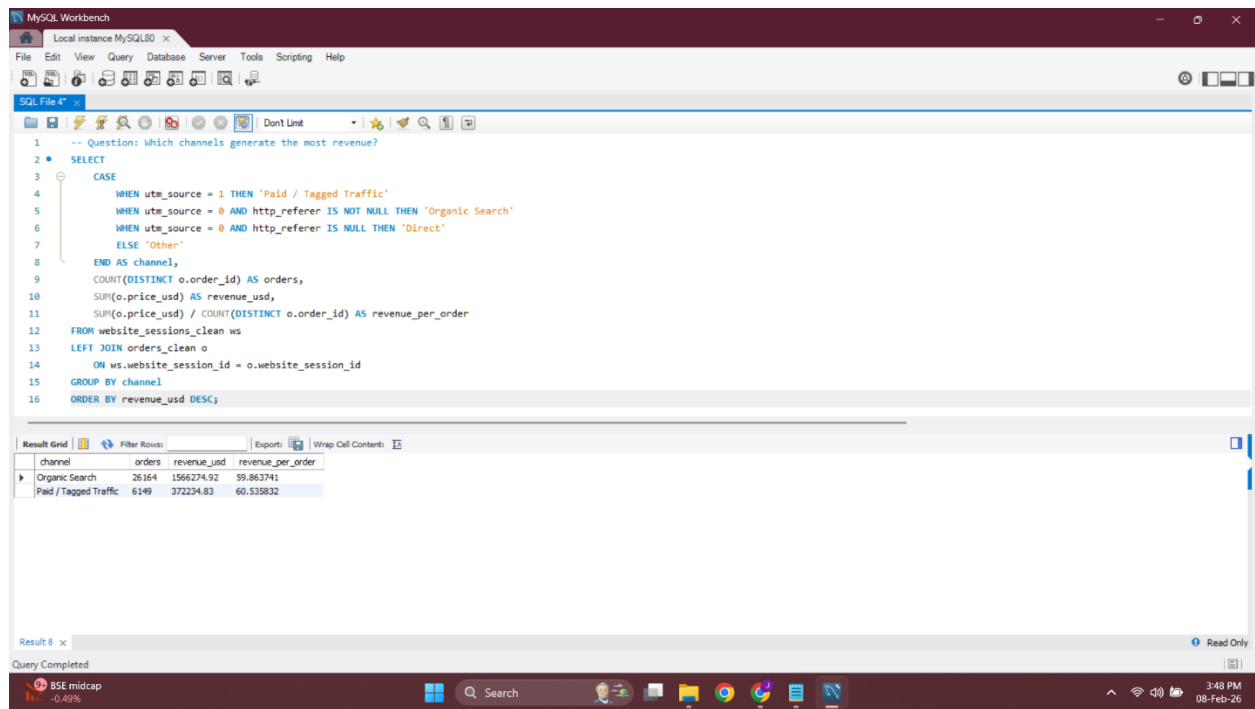 MySQL Workbench
Local instance MySQL80 ×
File Edit View Query Database Server Tools Scripting Help
SQL File 4* ×
Don't Limit
1 -- Question: Which channels generate the most revenue?
2 SELECT
3 CASE
4 WHEN utm_source = 1 THEN 'Paid / Tagged Traffic'
5 WHEN utm_source = 0 AND http_referer IS NOT NULL THEN 'Organic Search'
6 WHEN utm_source = 0 AND http_referer IS NULL THEN 'Direct'
7 ELSE 'Other'
8 END AS channel,
9 COUNT(DISTINCT o.order_id) AS orders,
10 SUM(o.price_usd) AS revenue_usd,
11 SUM(o.price_usd) / COUNT(DISTINCT o.order_id) AS revenue_per_order
12 FROM website_sessions_clean ws
13 LEFT JOIN orders_clean o
14 ON ws.website_session_id = o.website_session_id
15 GROUP BY channel
16 ORDER BY revenue_usd DESC;
Result Grid Filter Rows: Export: Wrap Cell Content:
channel orders revenue_usd revenue_per_order
Organic Search 26164 1566274.92 59.863741
Paid / Tagged Traffic 6149 372234.83 60.535832
Result 8 × Read Only
Query Completed
9+ BSE midcap
-0.49%
Search
3:48 PM
08-Feb-26